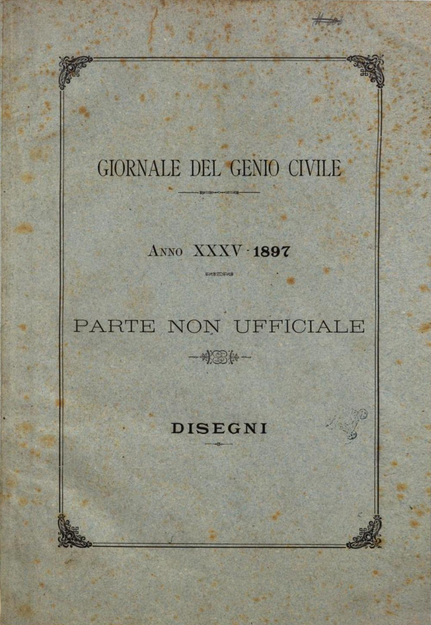 GIORNALE DEL GENIO CIVILE
ANNO XXXV - 1897
PARTE NON UFFICIALE
DISEGNI